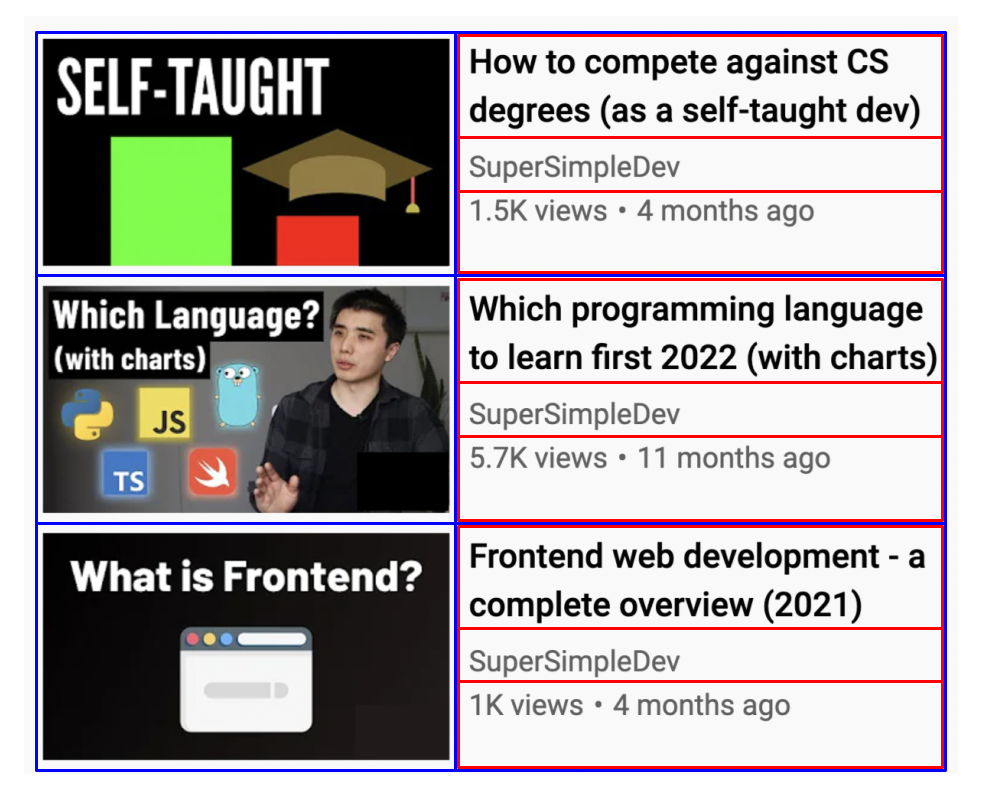 SELF-TAUGHT
How to compete against CS
degrees (as a self-taught dev)
SuperSimpleDev
1.5K views • 4 months ago
Which Language?
(with charts)
JS
TS
Which programming language
to learn first 2022 (with charts)
SuperSimpleDev
5.7K views • 11 months ago
What is Frontend?
Frontend web development - a
complete overview (2021)
SuperSimpleDev
1K views • 4 months ago